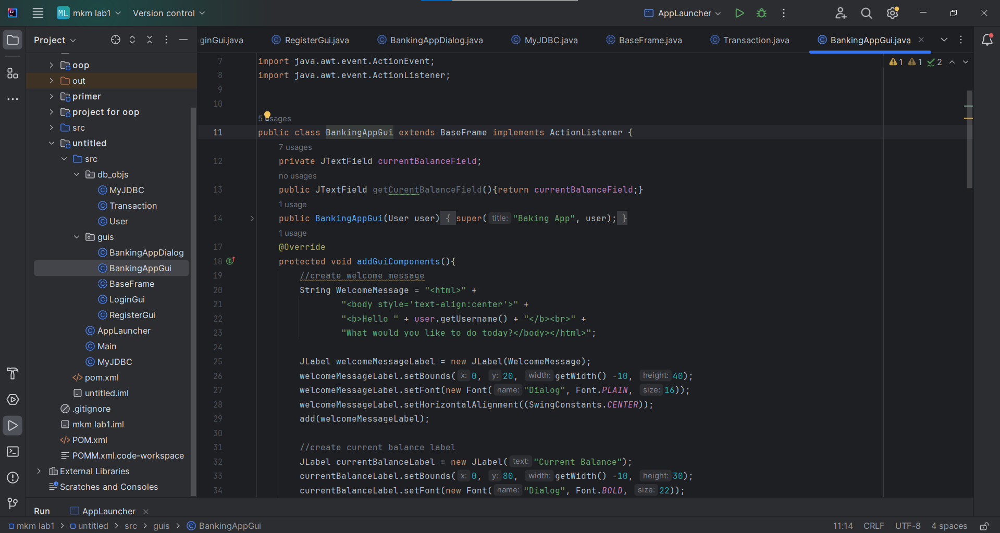 ML mkm lab1 Version control AppLauncher
Project
ginGui.java RegisterGui.java BankingAppDialog.java MyJDBC.java BaseFrame.java Transaction.java BankingAppGui.java
oop
out
primer
project for oop
src
untitled
src
db_objs
MyJDBC
Transaction
User
guis
BankingAppDialog
BankingAppGui
BaseFrame
LoginGui
RegisterGui
AppLauncher
Main
MyJDBC
pom.xml
untitled.iml
.gitignore
mkm lab1.iml
POM.xml
POMM.xml.code-workspace
External Libraries
Scratches and Consoles
1 1 2
7 import java.awt.event.ActionEvent;
8 import java.awt.event.ActionListener;
9
10
5 usages
11 public class BankingAppGui extends BaseFrame implements ActionListener {
7 usages
12 private JTextField currentBalanceField;
no usages
13 public JTextField getCurentBalanceField(){return currentBalanceField;}
1 usage
14 public BankingAppGui(User user) { super( title: "Baking App", user); }
1 usage
17 @Override
18 protected void addGuiComponents(){
19 //create welcome message
20 String WelcomeMessage = "<html>" +
21 "<body style='text-align:center'>" +
22 "<b>Hello " + user.getUsername() + "</b><br>" +
23 "What would you like to do today?</body></html>";
24
25 JLabel welcomeMessageLabel = new JLabel(WelcomeMessage);
26 welcomeMessageLabel.setBounds( x: 0, y: 20, width: getWidth() -10, height: 40);
27 welcomeMessageLabel.setFont(new Font( name: "Dialog", Font.PLAIN, size: 16));
28 welcomeMessageLabel.setHorizontalAlignment((SwingConstants.CENTER));
29 add(welcomeMessageLabel);
30
31 //create current balance label
32 JLabel currentBalanceLabel = new JLabel( text: "Current Balance");
33 currentBalanceLabel.setBounds( x: 0, y: 80, width: getWidth() -10, height: 30);
34 currentBalanceLabel.setFont(new Font( name: "Dialog", Font.BOLD, size: 22));
Run AppLauncher
mkm lab1 > untitled > src > guis > BankingAppGui 11:14 CRLF UTF-8 4 spaces